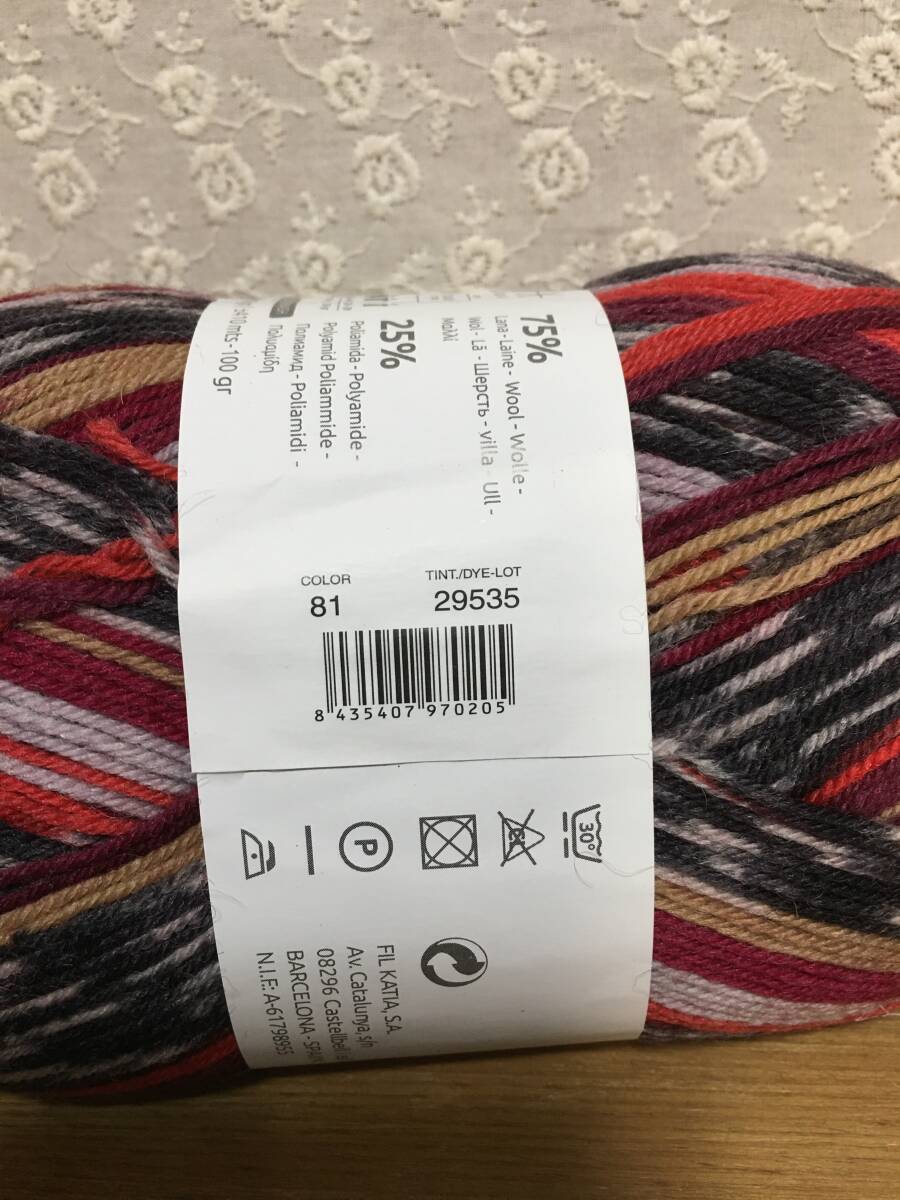 75%
Lana - Laine - Wool - Wolle -
Wol - Lã - Шерсть - Villa - Ull -
Μαλλί
25%
Poliamida - Polyamide -
Polyamid Poliammide -
Полиамид - Poliamidi -
Πολυαμίδη
410mts-100 gr
COLOR
TINT./DYE-LOT
81
29535
8 435407 970205
30°
P
FIL KATIA, S.A.
Av. Catalunya, s/n
08296 Castellbell
BARCELONA - SPAIN
N.I.F.: A-61798955